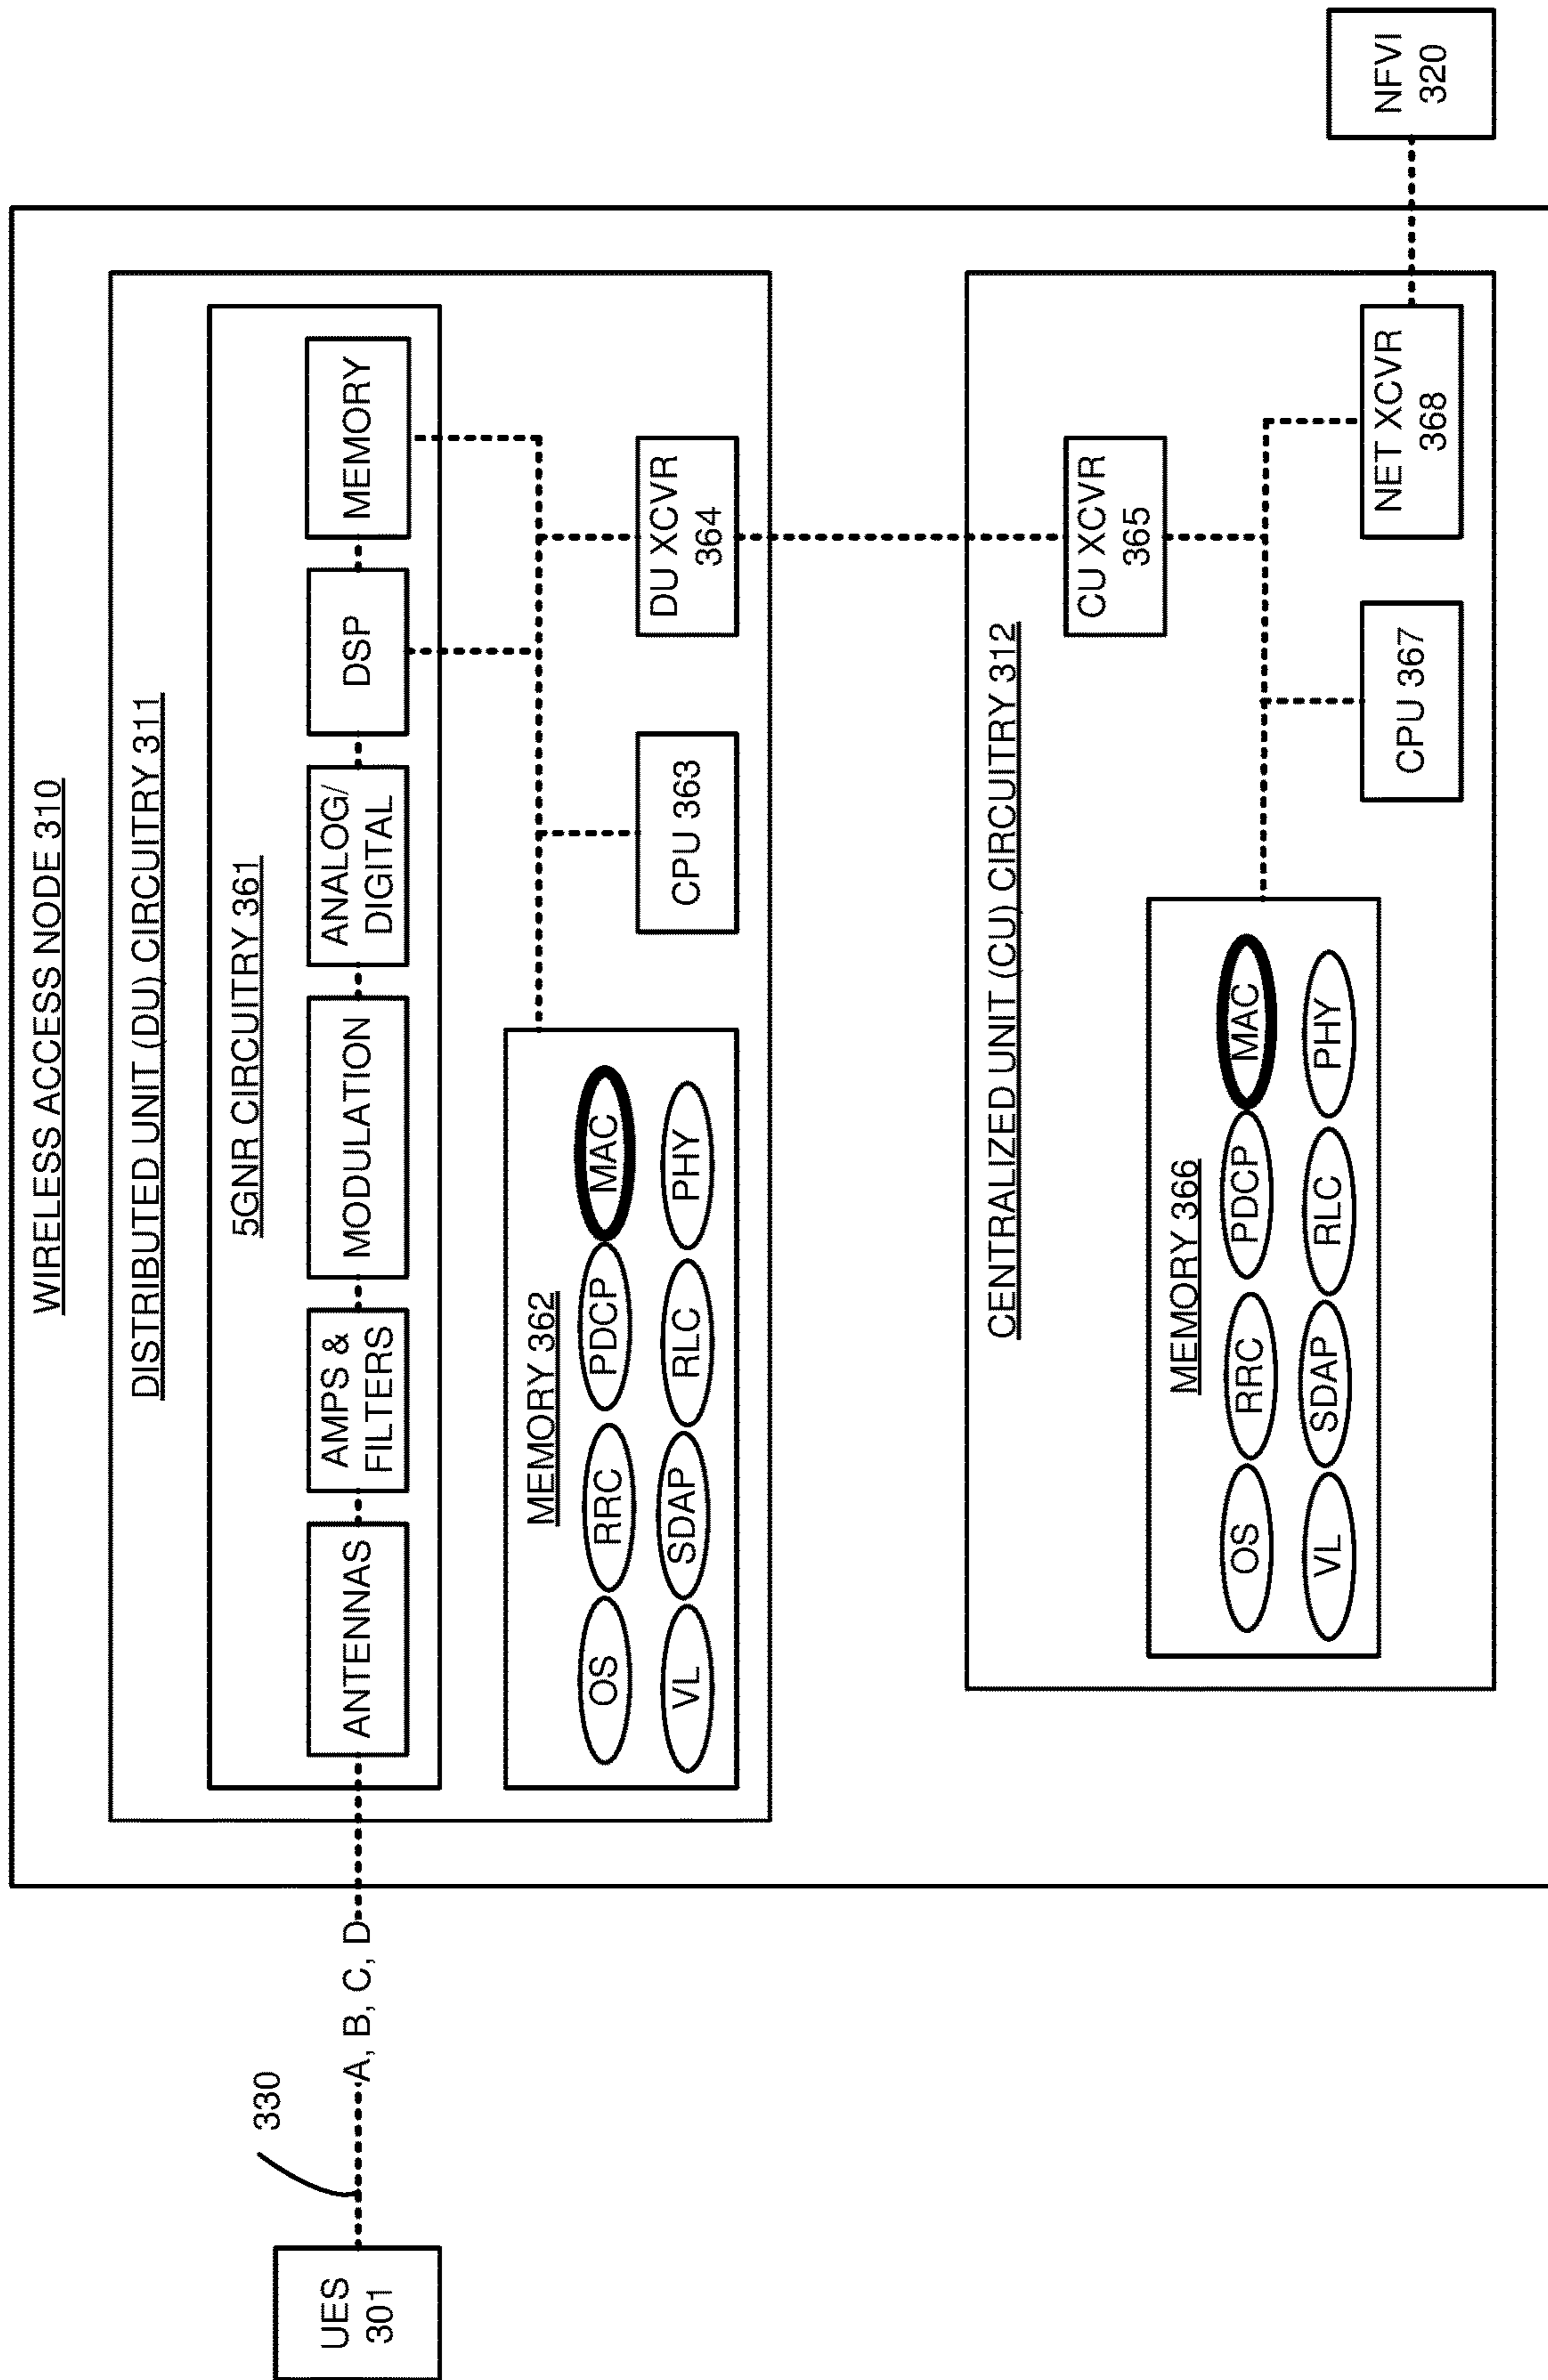 WIRELESS ACCESS NODE 310
DISTRIBUTED UNIT (DU) CIRCUITRY 311
5GNR CIRCUITRY 361
UES
301
330
A, B, C, D
ANTENNAS
AMPS &
FILTERS
MODULATION
ANALOG/
DIGITAL
DSP
MEMORY
MEMORY 362
OS
RRC
PDCP
MAC
VL
SDAP
RLC
PHY
CPU 363
DU XCVR
364
CENTRALIZED UNIT (CU) CIRCUITRY 312
CU XCVR
365
MEMORY 366
OS
RRC
PDCP
MAC
VL
SDAP
RLC
PHY
CPU 367
NET XCVR
368
NFVI
320